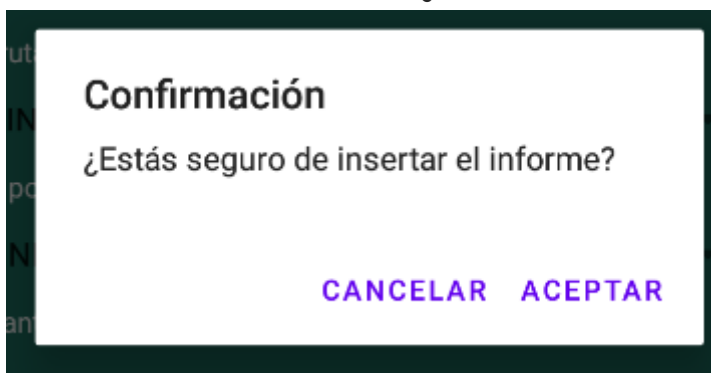 Confirmación
¿Estás seguro de insertar el informe?
CANCELAR ACEPTAR